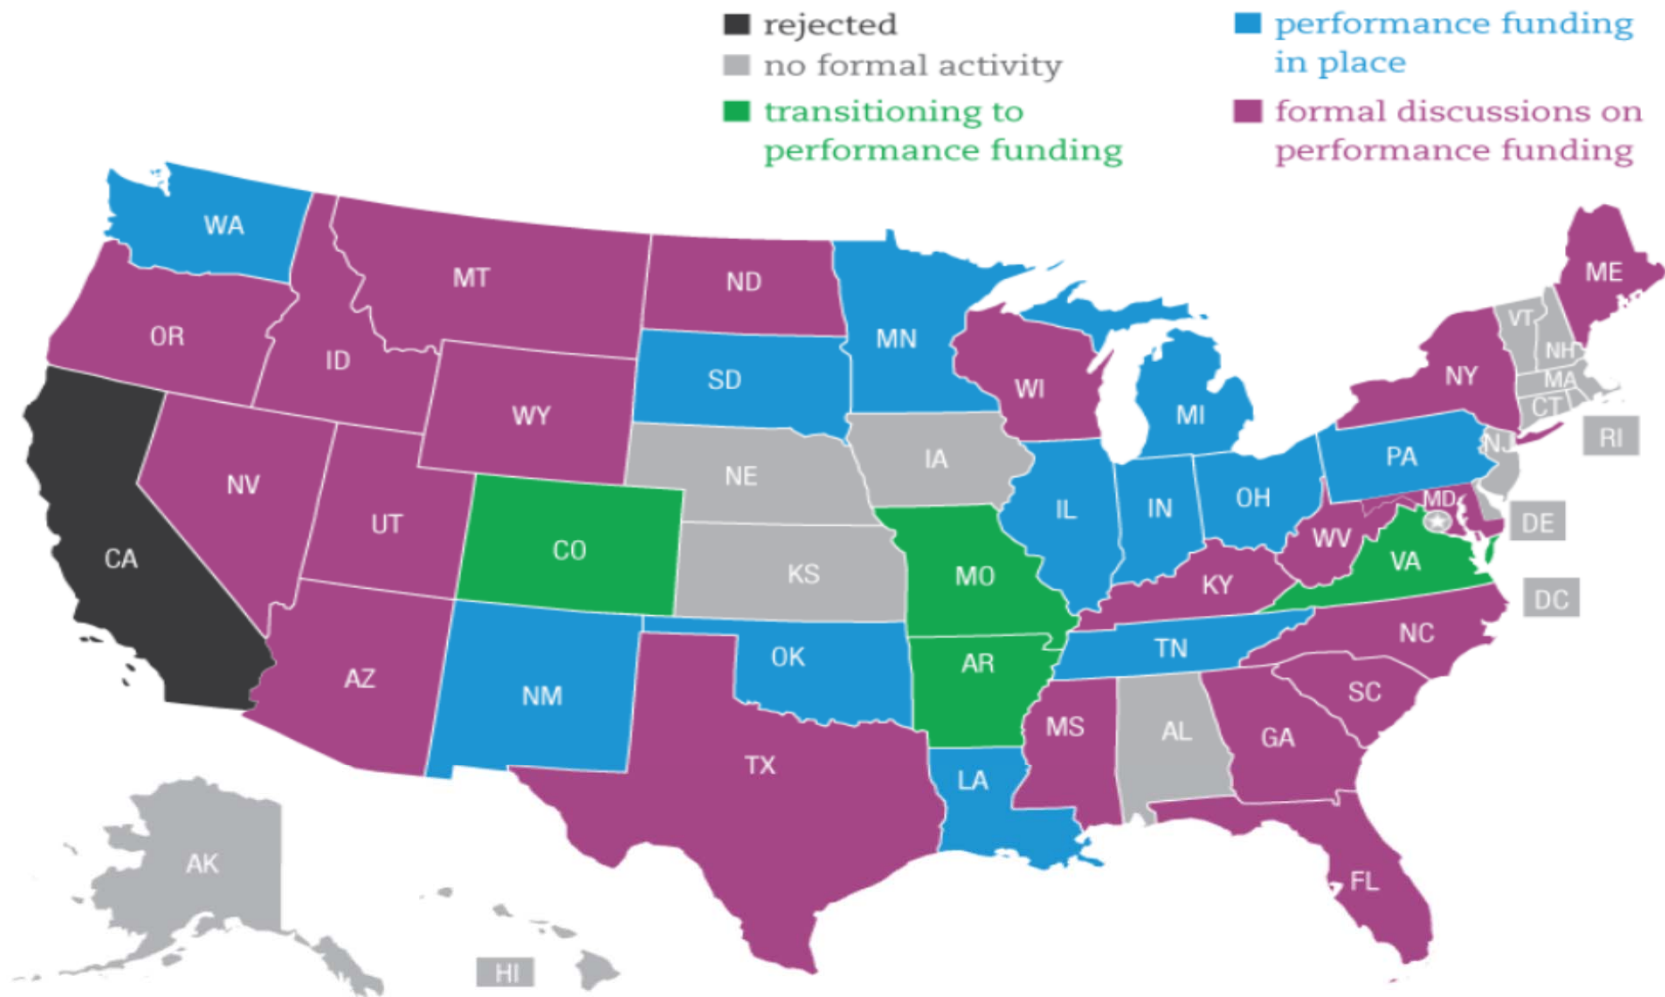 rejected
no formal activity
transitioning to
performance funding
performance funding
in place
formal discussions on
performance funding
WA
MT
ND
MN
ME
OR
ID
SD
WI
VT
NH
NY
MA
WY
MI
CT
RI
NV
NE
IA
PA
NJ
UT
CO
IL
IN
OH
MD
DE
CA
KS
MO
WV
VA
KY
DC
AZ
NM
OK
AR
TN
NC
SC
TX
MS
AL
GA
LA
AK
FL
HI